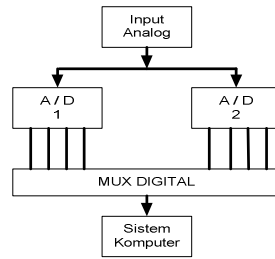 Input
Analog
A / D
1
A / D
2
MUX DIGITAL
Sistem
Komputer